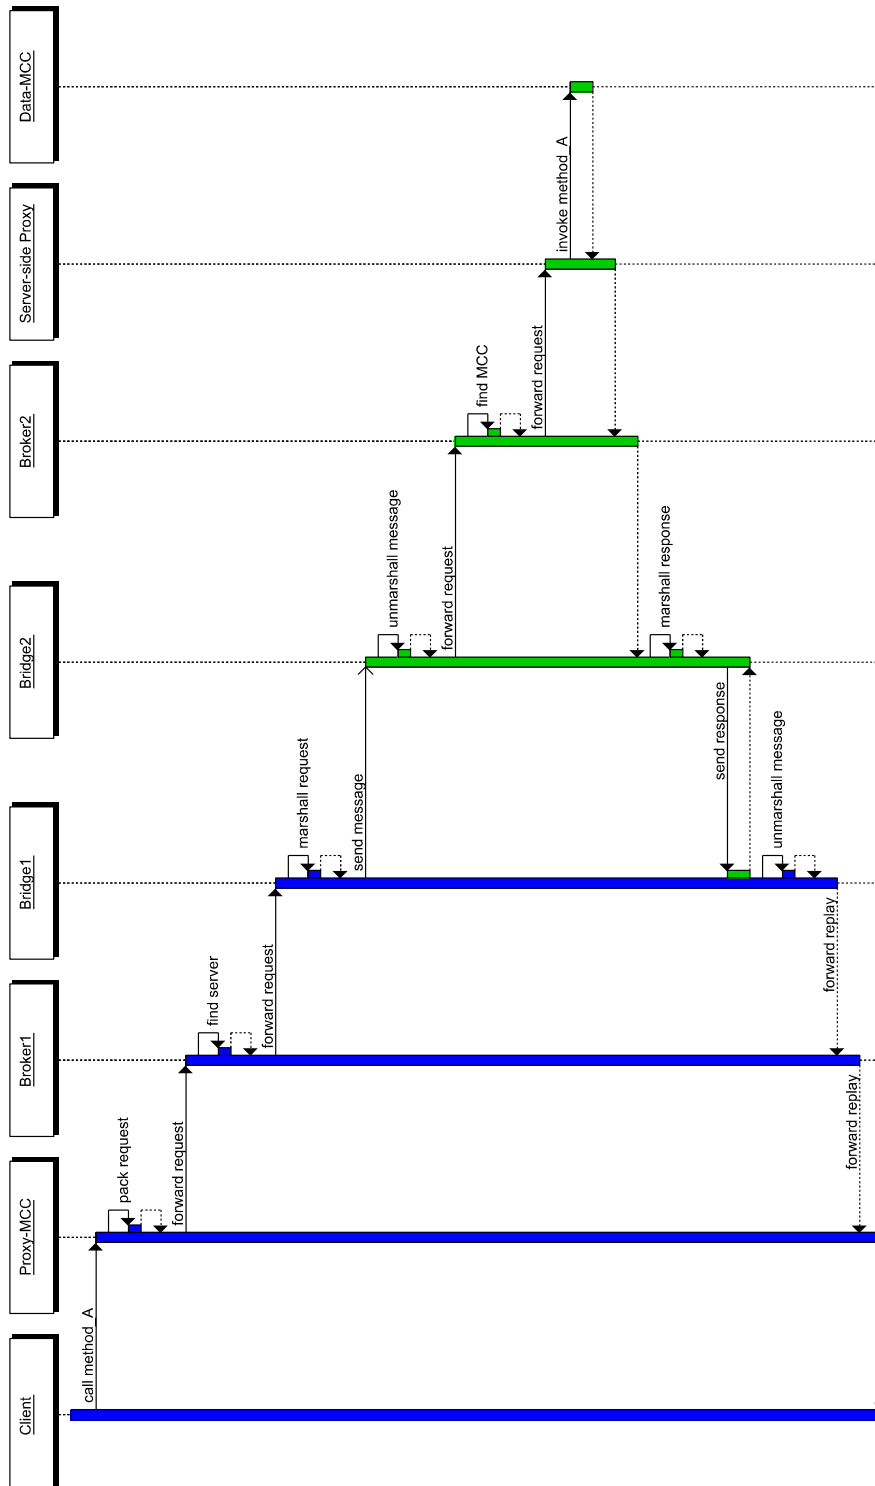 Client
Proxy-MCC
Broker1
Bridge1
Bridge2
Broker2
Server-side Proxy
Data-MCC
call method_A
pack request
forward request
find server
forward request
marshall request
send message
unmarshall message
forward request
find MCC
forward request
invoke method_A
marshall response
send response
unmarshall message
forward replay
forward replay